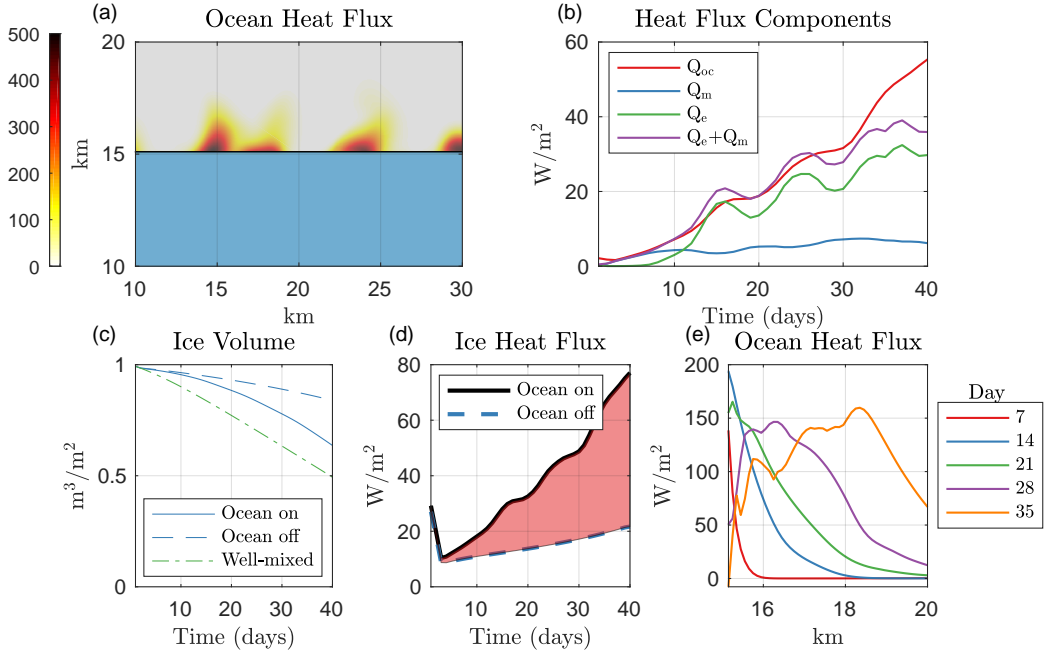 (a)
Ocean Heat Flux
500
400
300
200
100
0
km
20
15
10
10
15
20
25
30
km
(b)
Heat Flux Components
60
40
20
0
W/m²
Q_oc
Q_m
Q_e
Q_e+Q_m
10
20
30
40
Time (days)
(c)
Ice Volume
1
0.5
0
m³/m²
Ocean on
Ocean off
Well-mixed
10
20
30
40
Time (days)
(d)
Ice Heat Flux
80
60
40
20
0
W/m²
Ocean on
Ocean off
10
20
30
40
Time (days)
(e)
Ocean Heat Flux
200
150
100
50
0
W/m²
16
18
20
km
Day
7
14
21
28
35